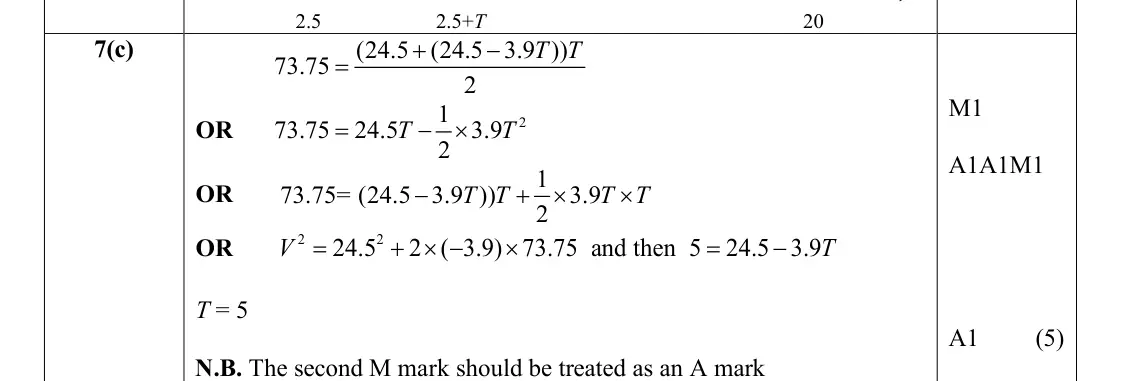 2.5 2.5+T 20
7(c)
73.75 = (24.5 + (24.5 − 3.9T))T / 2
OR 73.75 = 24.5T − 1/2 × 3.9T²
M1
A1A1M1
OR 73.75= (24.5 − 3.9T))T + 1/2 × 3.9T × T
OR V² = 24.5² + 2 × (−3.9) × 73.75 and then 5 = 24.5 − 3.9T
T = 5
A1 (5)
N.B. The second M mark should be treated as an A mark